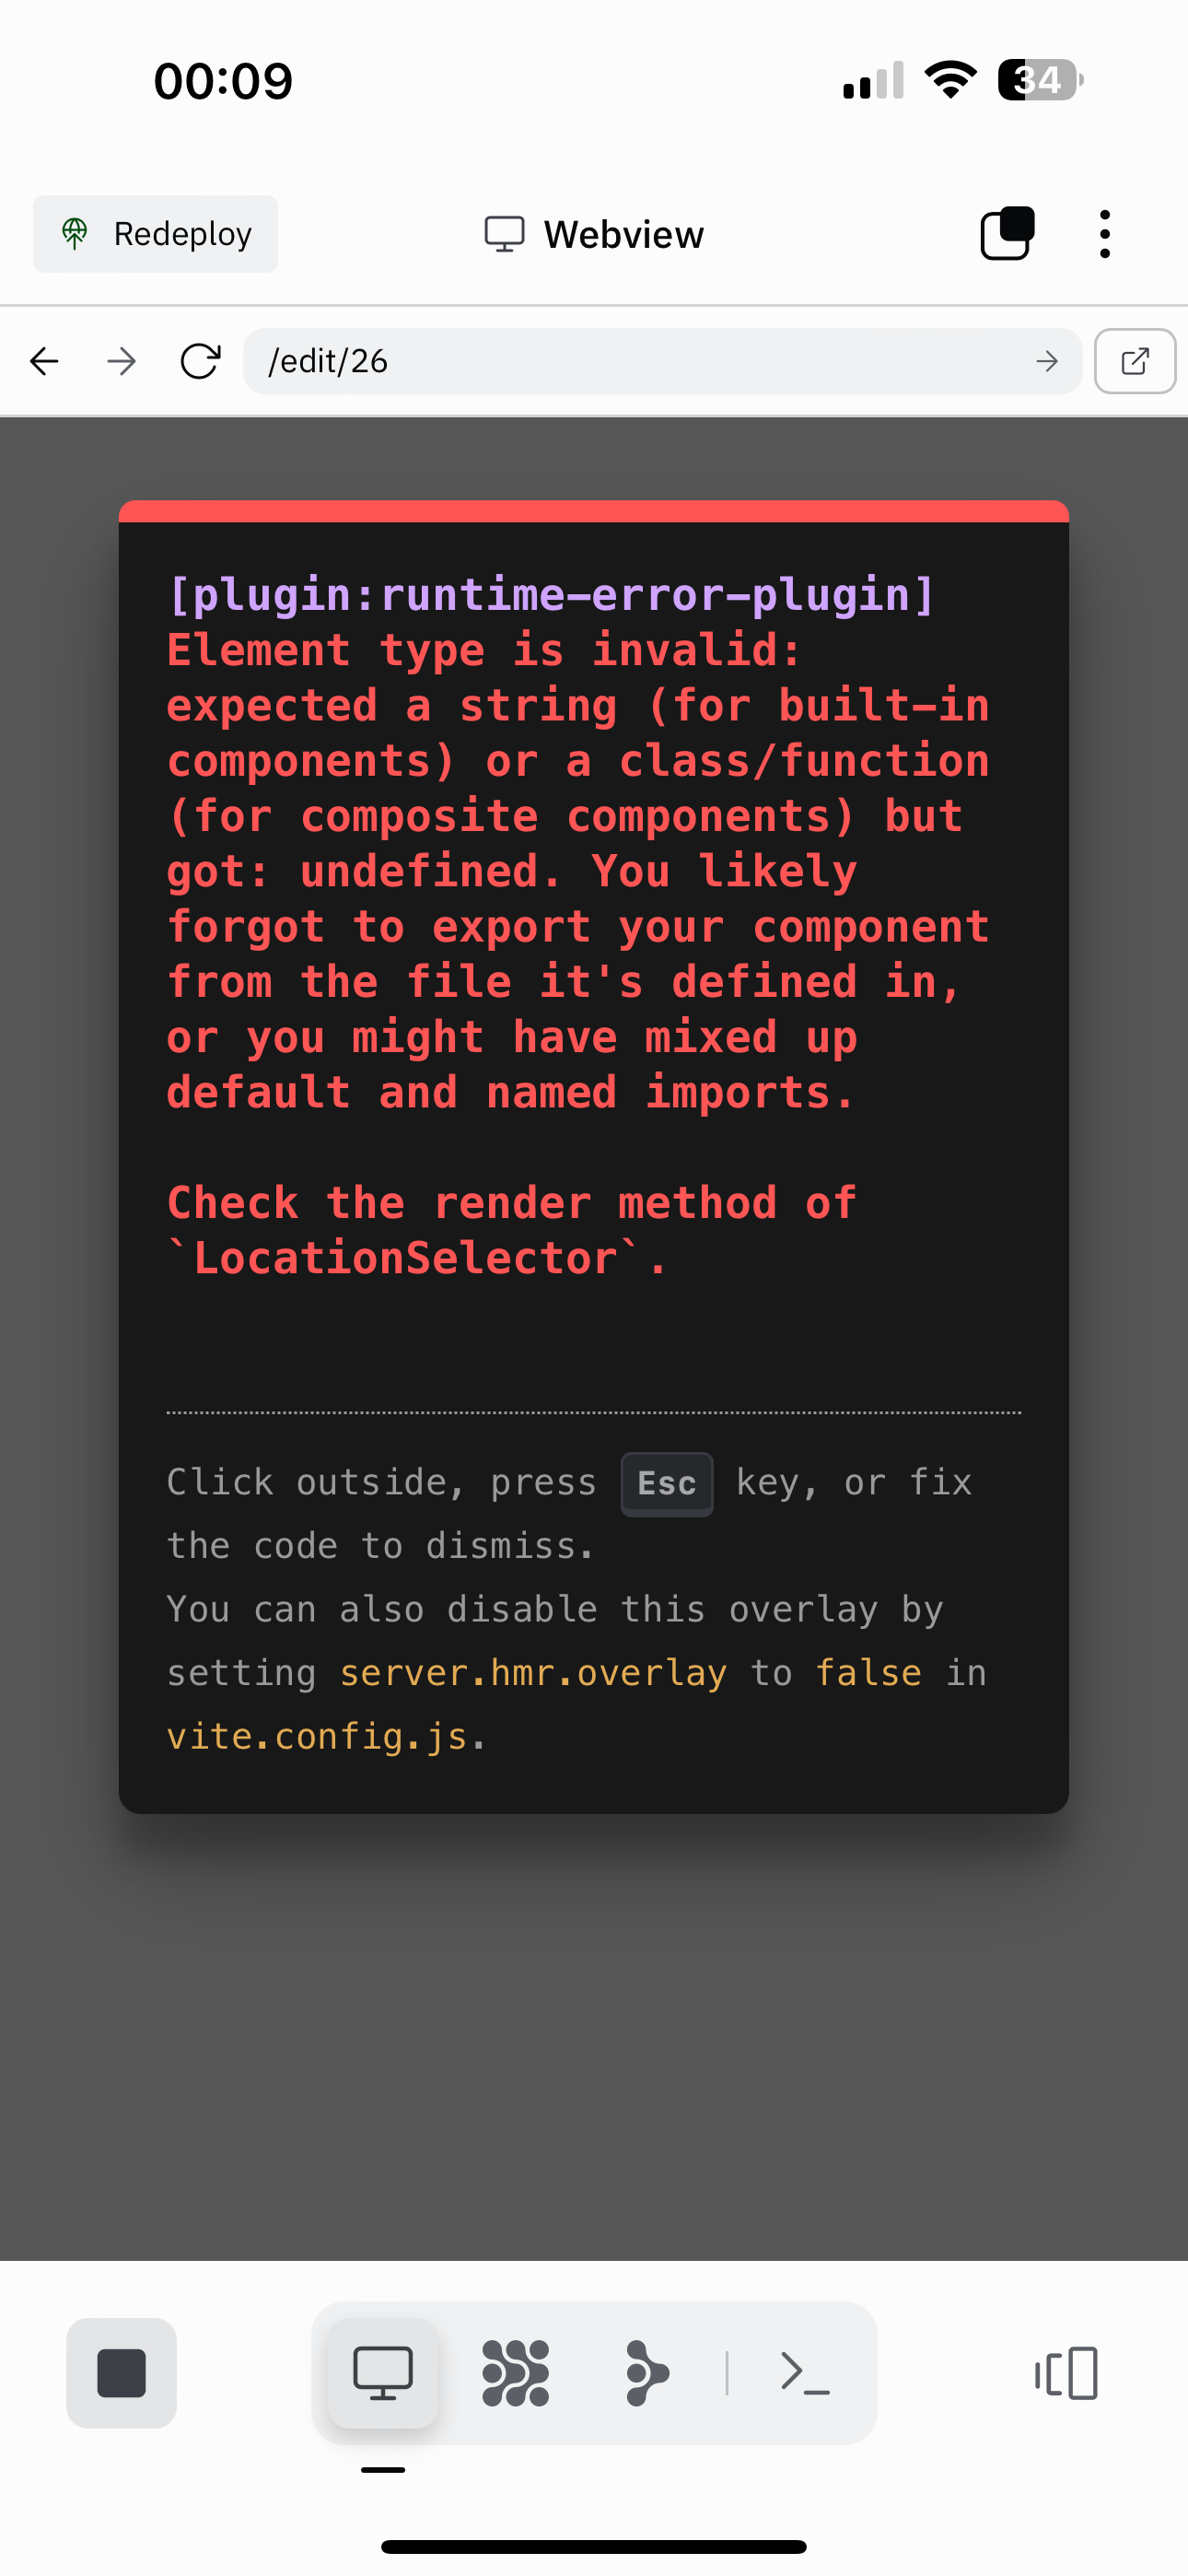 00:09
34
Redeploy
Webview
/edit/26
[plugin:runtime-error-plugin]
Element type is invalid:
expected a string (for built-in
components) or a class/function
(for composite components) but
got: undefined. You likely
forgot to export your component
from the file it's defined in,
or you might have mixed up
default and named imports.
Check the render method of
`LocationSelector`.
Click outside, press Esc key, or fix
the code to dismiss.
You can also disable this overlay by
setting server.hmr.overlay to false in
vite.config.js.